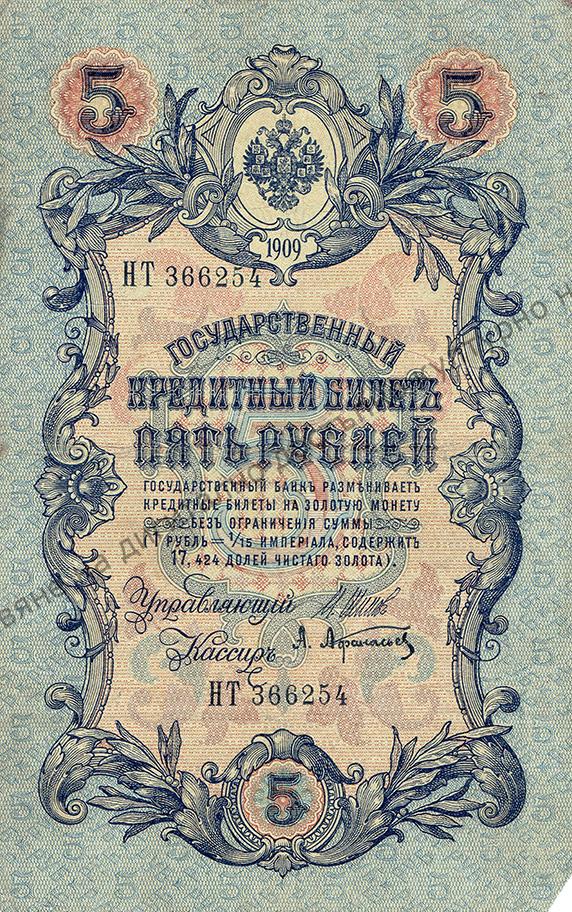 5 5
1909
НТ 366254
ГОСУДАРСТВЕННЫЙ
КРЕДИТНЫЙ БИЛЕТЪ
ПЯТЬ РУБЛЕЙ
ГОСУДАРСТВЕННЫЙ БАНКЪ РАЗМѢНИВАЕТЪ
КРЕДИТНЫЕ БИЛЕТЫ НА ЗОЛОТУЮ МОНЕТУ
БЕЗЪ ОГРАНИЧЕНІЯ СУММЫ
РУБЛЬ = 1/15 ИМПЕРІАЛА, СОДЕРЖИТЪ
17,424 ДОЛЕЙ ЧИСТАГО ЗОЛОТА).
Управляющій
Кассиръ А. Афанасьев
НТ 366254
5